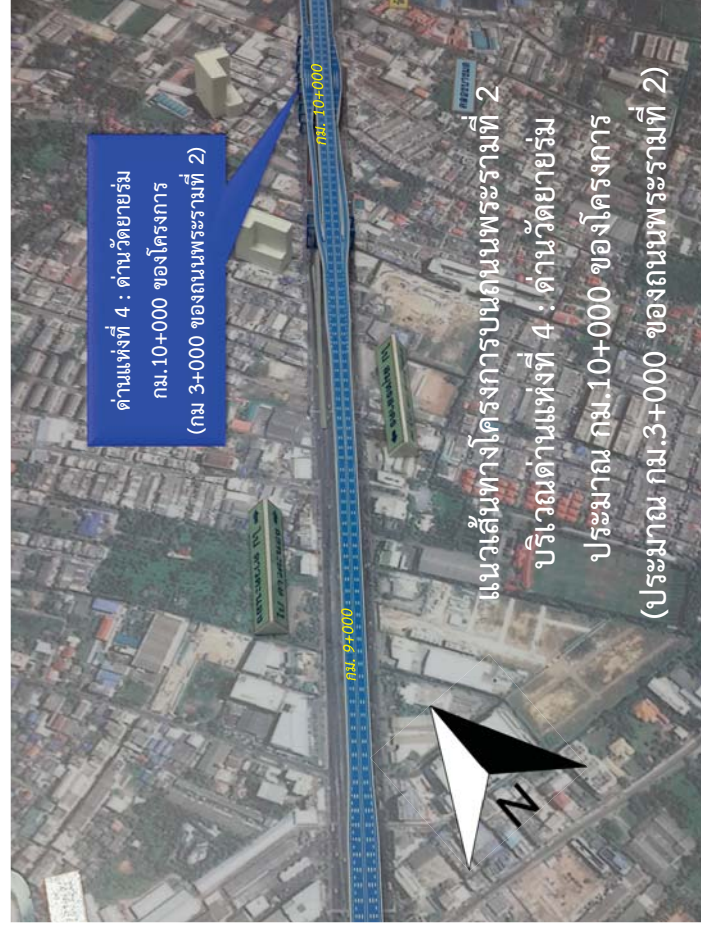 ด่านแห่งที่ 4 : ด่านวัดยายร่ม
กม.10+000 ของโครงการ
(กม 3+000 ของถนนพระรามที่ 2)
กม. 9+000
กม. 10+000
แนวเส้นทางโครงการบนถนนพระรามที่ 2
บริเวณด่านแห่งที่ 4 : ด่านวัดยายร่ม
ประมาณ กม.10+000 ของโครงการ
(ประมาณ กม.3+000 ของถนนพระรามที่ 2)
N